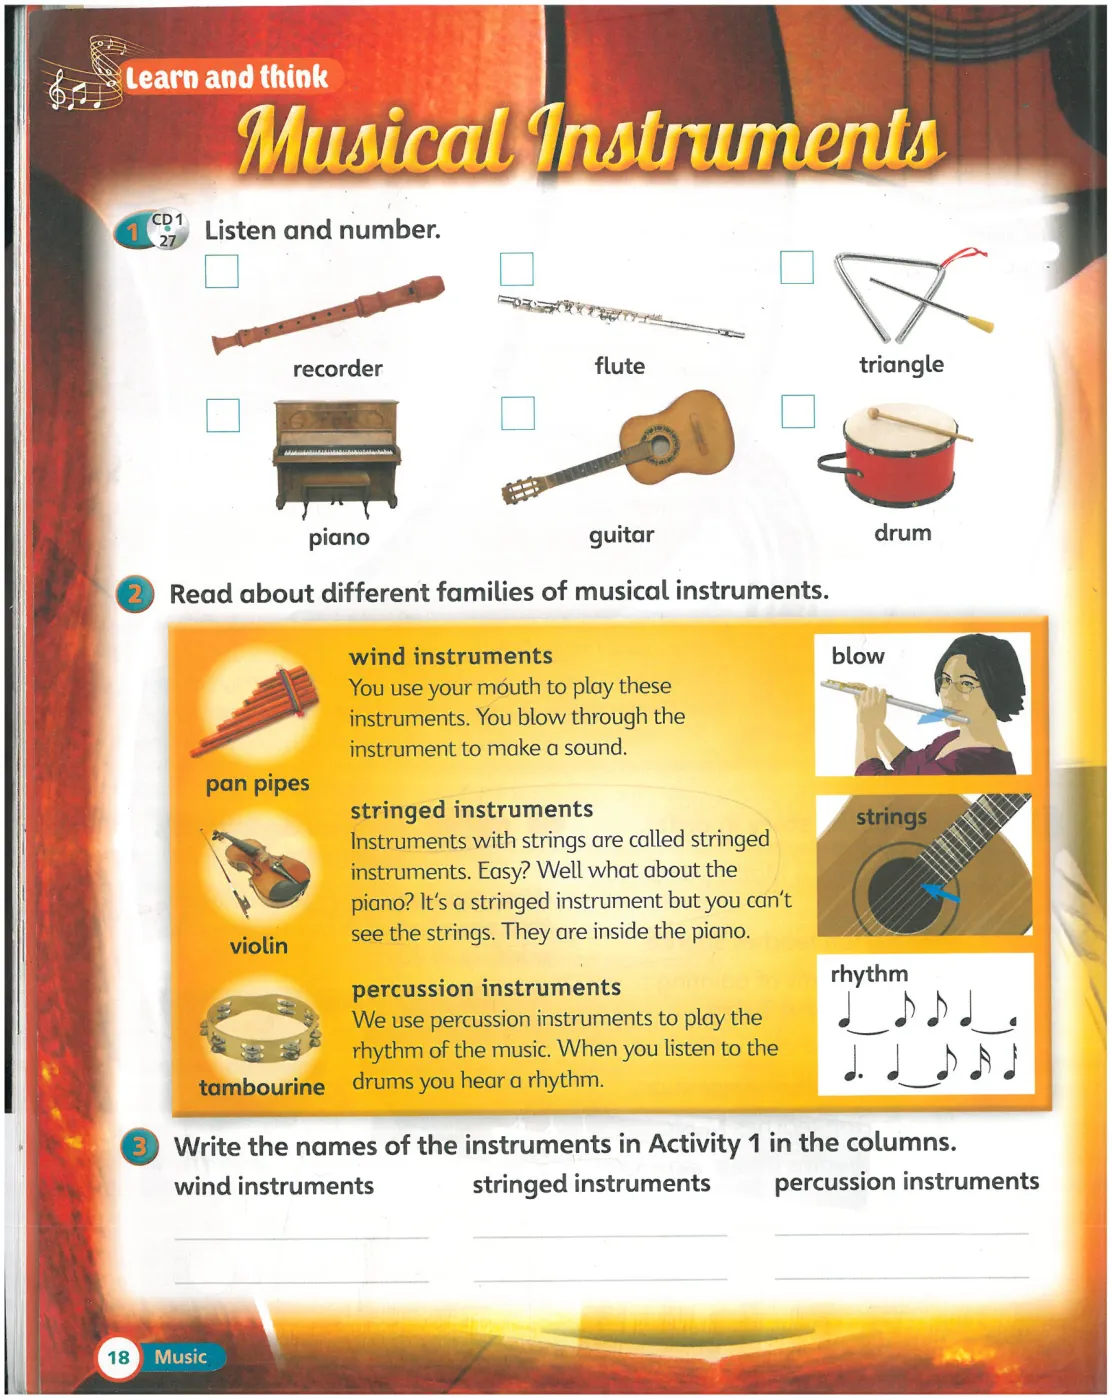 Learn and think
Musical Instruments
1 CD1 27 Listen and number.
recorder
flute
triangle
piano
guitar
drum
2 Read about different families of musical instruments.
pan pipes
wind instruments
You use your mouth to play these
instruments. You blow through the
instrument to make a sound.
blow
violin
stringed instruments
Instruments with strings are called stringed
instruments. Easy? Well what about the
piano? It's a stringed instrument but you can't
see the strings. They are inside the piano.
strings
tambourine
percussion instruments
We use percussion instruments to play the
rhythm of the music. When you listen to the
drums you hear a rhythm.
rhythm
3 Write the names of the instruments in Activity 1 in the columns.
wind instruments
stringed instruments
percussion instruments
18 Music